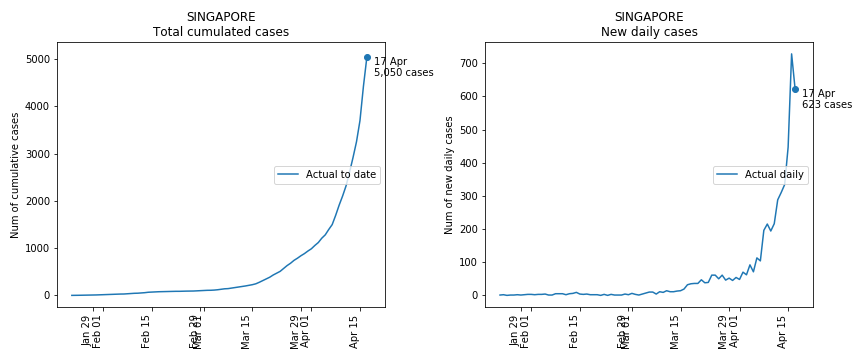 SINGAPORE
Total cumulated cases
Num of cumulative cases
5000
4000
3000
2000
1000
0
17 Apr
5,050 cases
Actual to date
Jan 29
Feb 01
Feb 15
Feb 29
Mar 01
Mar 15
Mar 29
Apr 01
Apr 15
SINGAPORE
New daily cases
Num of new daily cases
700
600
500
400
300
200
100
0
17 Apr
623 cases
Actual daily
Jan 29
Feb 01
Feb 15
Feb 29
Mar 01
Mar 15
Mar 29
Apr 01
Apr 15